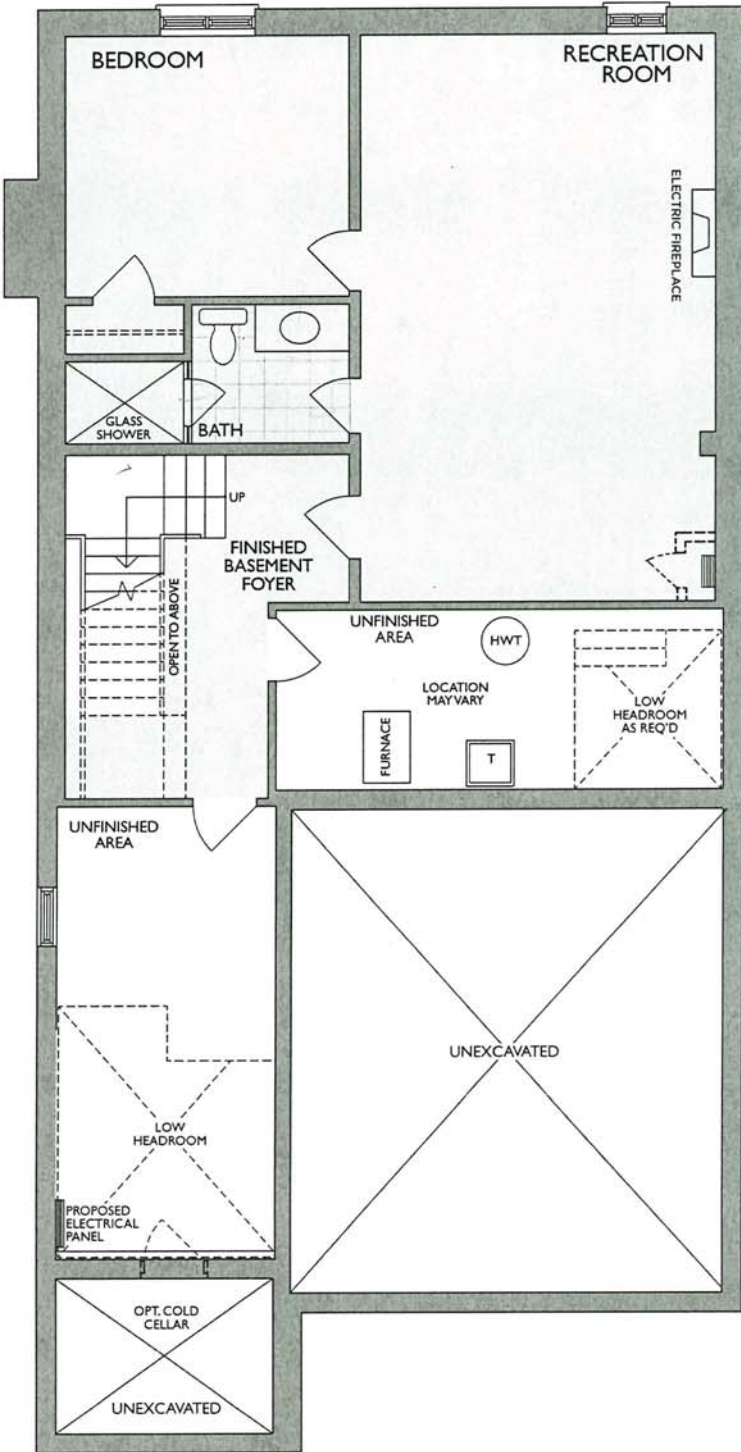 BEDROOM
RECREATION
ROOM
ELECTRIC FIREPLACE
GLASS
SHOWER
BATH
UP
FINISHED
BASEMENT
FOYER
OPEN TO ABOVE
UNFINISHED
AREA
HWT
LOCATION
MAY VARY
FURNACE
T
LOW
HEADROOM
AS REQ'D
UNFINISHED
AREA
UNEXCAVATED
LOW
HEADROOM
PROPOSED
ELECTRICAL
PANEL
OPT. COLD
CELLAR
UNEXCAVATED